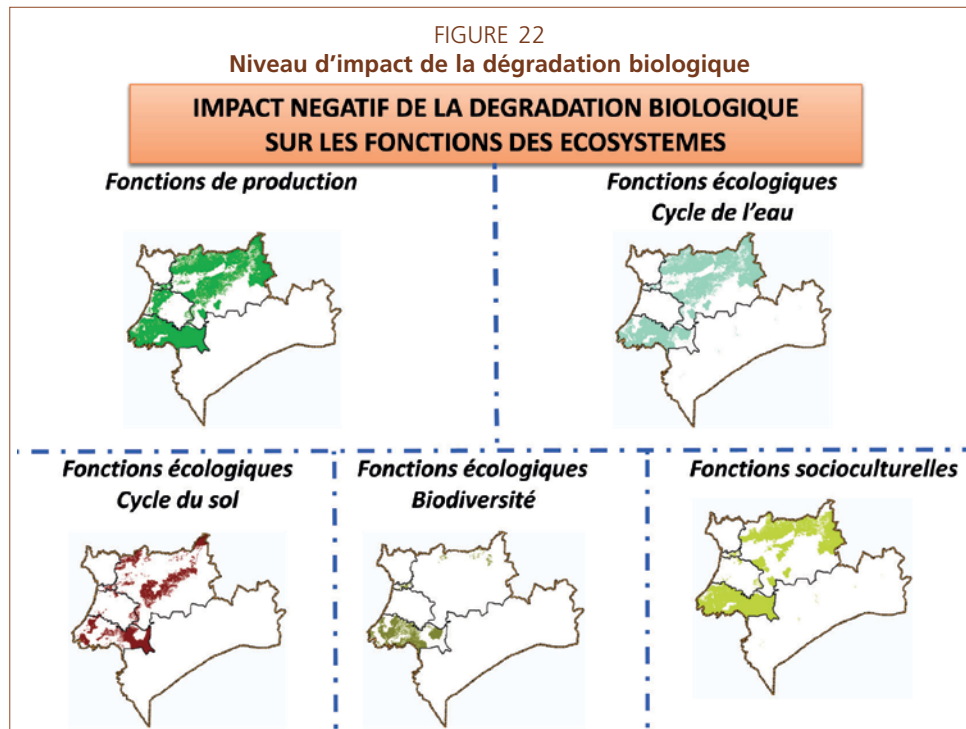 FIGURE 22
Niveau d'impact de la dégradation biologique
IMPACT NEGATIF DE LA DEGRADATION BIOLOGIQUE
SUR LES FONCTIONS DES ECOSYSTEMES
Fonctions de production
Fonctions écologiques
Cycle de l'eau
Fonctions écologiques
Cycle du sol
Fonctions écologiques
Biodiversité
Fonctions socioculturelles